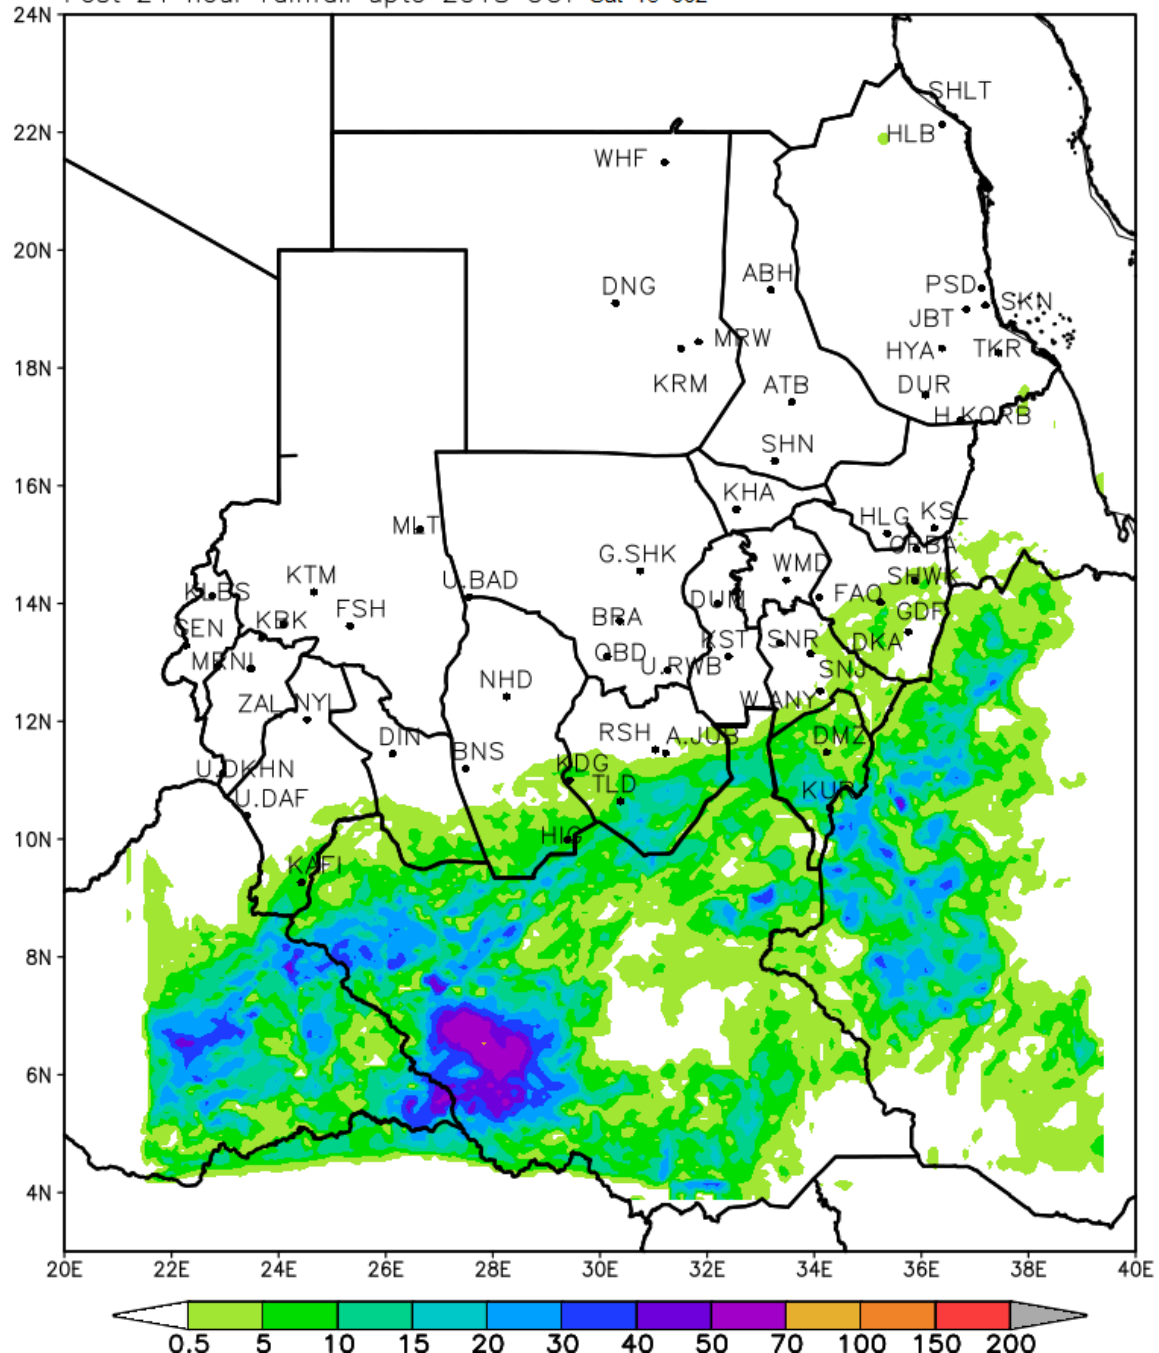 24N
SHLT
22N
HLB
WHF
20N
ABH
DNG
PSD
SKN
JBT
MRW
HYA
TKR
18N
KRM
ATB
DUR
H.KORB
SHN
16N
KHA
HLG
KSL
MLT
GRBA
G.SHK
WMD
KTM
U.BAD
SHWK
14N
KLBS
FSH
DUM
FAO
GDF
KBK
BRA
GEN
KST
SNR
DKA
OBD
MRNI
U.RWB
SNJ
NHD
ZAL
NYL
W.ANY
12N
DIN
RSH
A.JUB
DMZ
BNS
U.DKHN
KDG
TLD
KUR
U.DAF
10N
HIG
KAFI
8N
6N
4N
20E 22E 24E 26E 28E 30E 32E 34E 36E 38E 40E
0.5 5 10 15 20 30 40 50 70 100 150 200